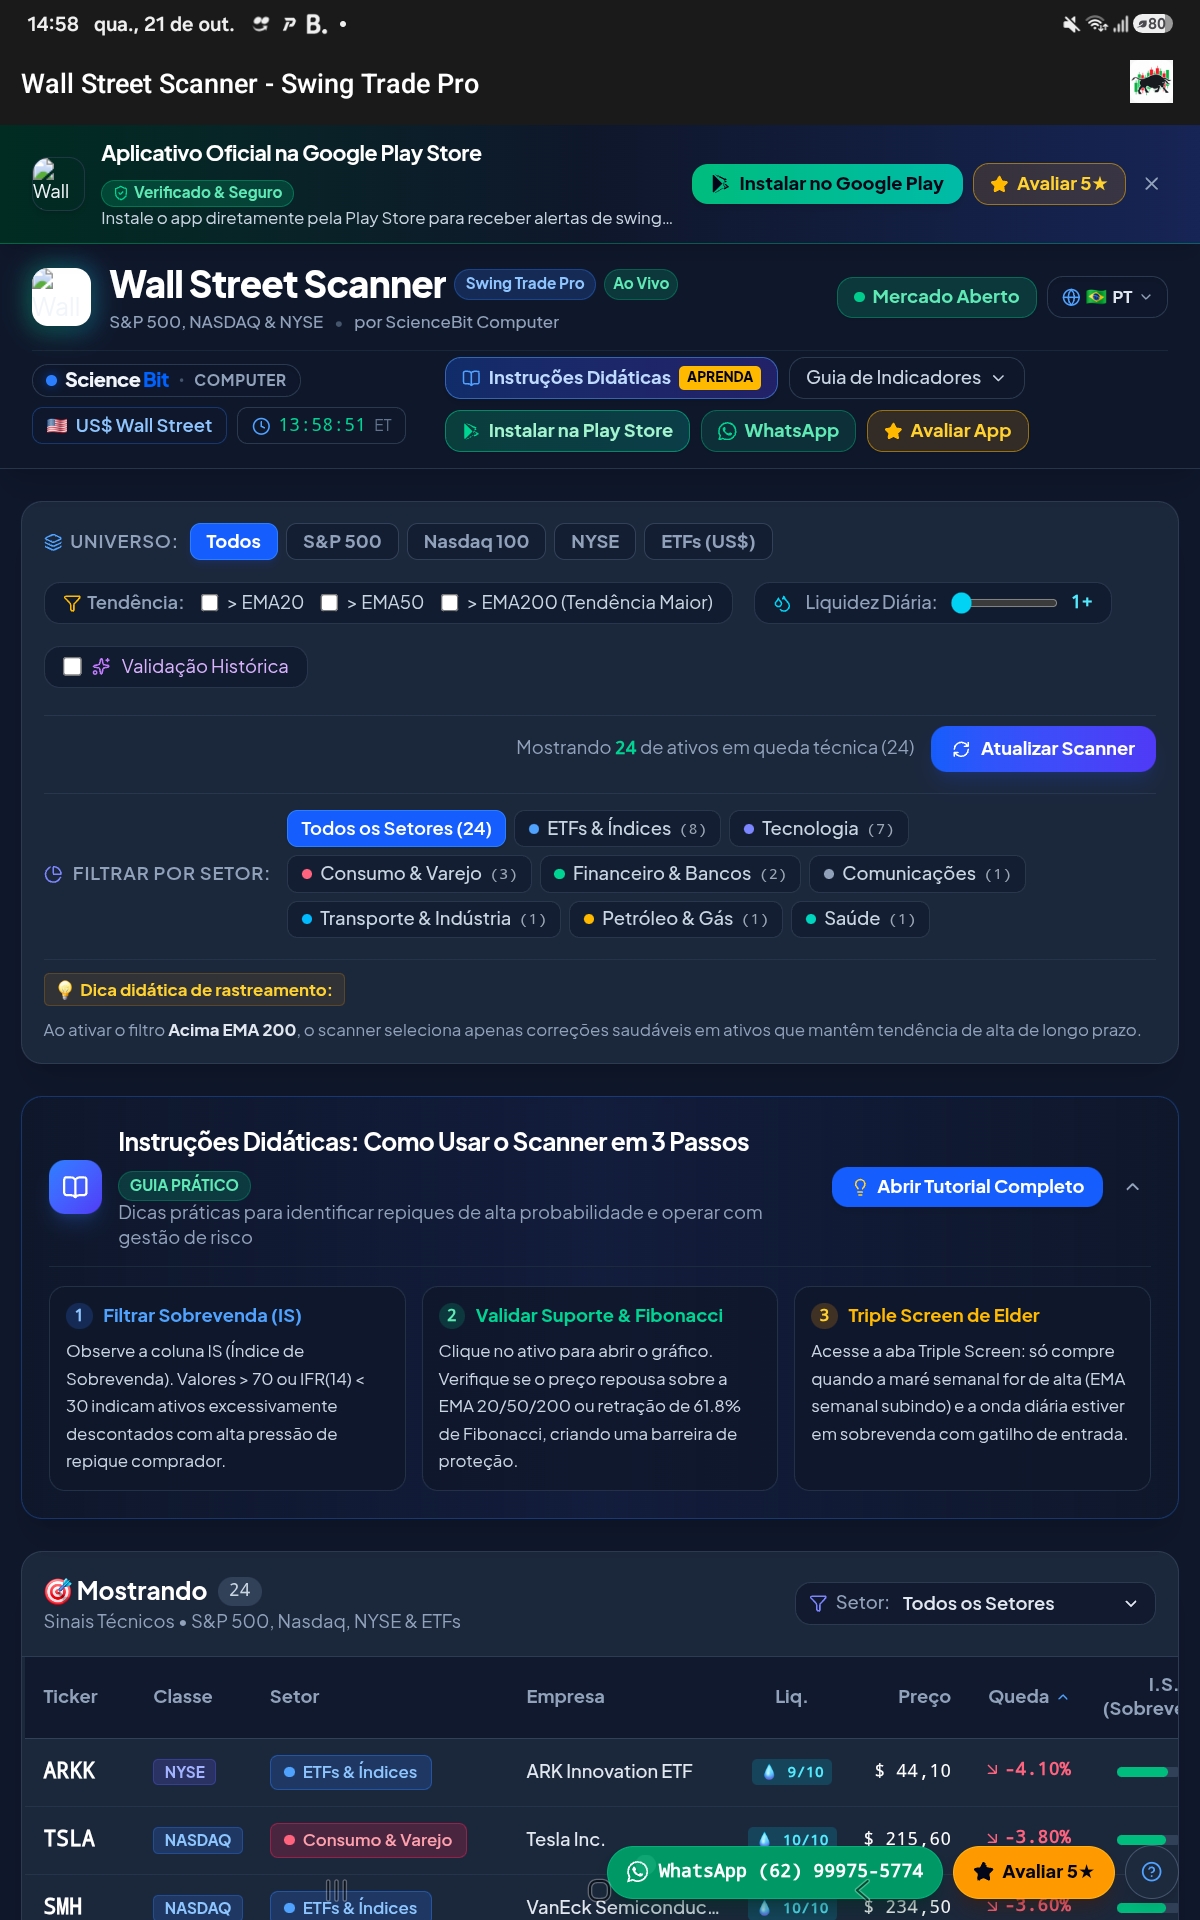 14:58 qua., 21 de out.
80
Wall Street Scanner - Swing Trade Pro
Wall
Aplicativo Oficial na Google Play Store
Verificado & Seguro
Instale o app diretamente pela Play Store para receber alertas de swing...
Instalar no Google Play
Avaliar 5★
Wall
Wall Street Scanner Swing Trade Pro Ao Vivo
S&P 500, NASDAQ & NYSE • por ScienceBit Computer
Mercado Aberto
PT
ScienceBit · COMPUTER
US$ Wall Street
13:58:51 ET
Instruções Didáticas APRENDA
Guia de Indicadores
Instalar na Play Store
WhatsApp
Avaliar App
UNIVERSO: Todos S&P 500 Nasdaq 100 NYSE ETFs (US$)
Tendência: > EMA20 > EMA50 > EMA200 (Tendência Maior)
Liquidez Diária: 1+
Validação Histórica
Mostrando 24 de ativos em queda técnica (24)
Atualizar Scanner
FILTRAR POR SETOR:
Todos os Setores (24) ETFs & Índices (8) Tecnologia (7)
Consumo & Varejo (3) Financeiro & Bancos (2) Comunicações (1)
Transporte & Indústria (1) Petróleo & Gás (1) Saúde (1)
Dica didática de rastreamento:
Ao ativar o filtro Acima EMA 200, o scanner seleciona apenas correções saudáveis em ativos que mantêm tendência de alta de longo prazo.
Instruções Didáticas: Como Usar o Scanner em 3 Passos
GUIA PRÁTICO
Dicas práticas para identificar repiques de alta probabilidade e operar com
gestão de risco
Abrir Tutorial Completo
1 Filtrar Sobrevenda (IS)
Observe a coluna IS (Índice de
Sobrevenda). Valores > 70 ou IFR(14) <
30 indicam ativos excessivamente
descontados com alta pressão de
repique comprador.
2 Validar Suporte & Fibonacci
Clique no ativo para abrir o gráfico.
Verifique se o preço repousa sobre a
EMA 20/50/200 ou retração de 61.8%
de Fibonacci, criando uma barreira de
proteção.
3 Triple Screen de Elder
Acesse a aba Triple Screen: só compre
quando a maré semanal for de alta (EMA
semanal subindo) e a onda diária estiver
em sobrevenda com gatilho de entrada.
Mostrando 24
Sinais Técnicos • S&P 500, Nasdaq, NYSE & ETFs
Setor: Todos os Setores
Ticker Classe Setor Empresa Liq. Preço Queda I.S.
(Sobreve
ARKK NYSE ETFs & Índices ARK Innovation ETF 9/10 $ 44,10 -4.10%
TSLA NASDAQ Consumo & Varejo Tesla Inc. 10/10 $ 215,60 -3.80%
WhatsApp (62) 99975-5774
Avaliar 5★
SMH NASDAQ ETFs & Índices VanEck Semiconduc... 10/10 $ 234,50 -3.60%